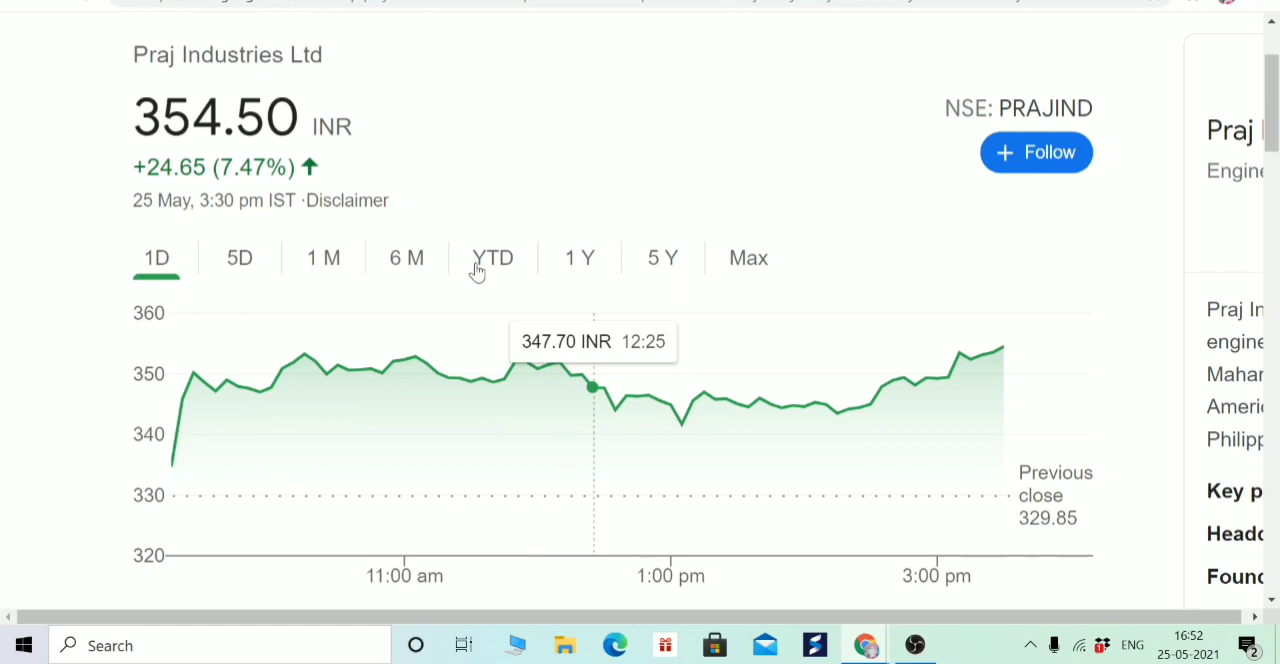 Praj Industries Ltd
354.50 INR
+24.65 (7.47%)
25 May, 3:30 pm IST ·Disclaimer
NSE: PRAJIND
+ Follow
1D 5D 1 M 6 M YTD 1 Y 5 Y Max
360
350
340
330
320
347.70 INR 12:25
Previous
close
329.85
11:00 am 1:00 pm 3:00 pm
Praj
Engine
Praj In
engine
Mahar
Americ
Philipp
Key p
Headq
Found
Search
ENG
16:52
25-05-2021
2